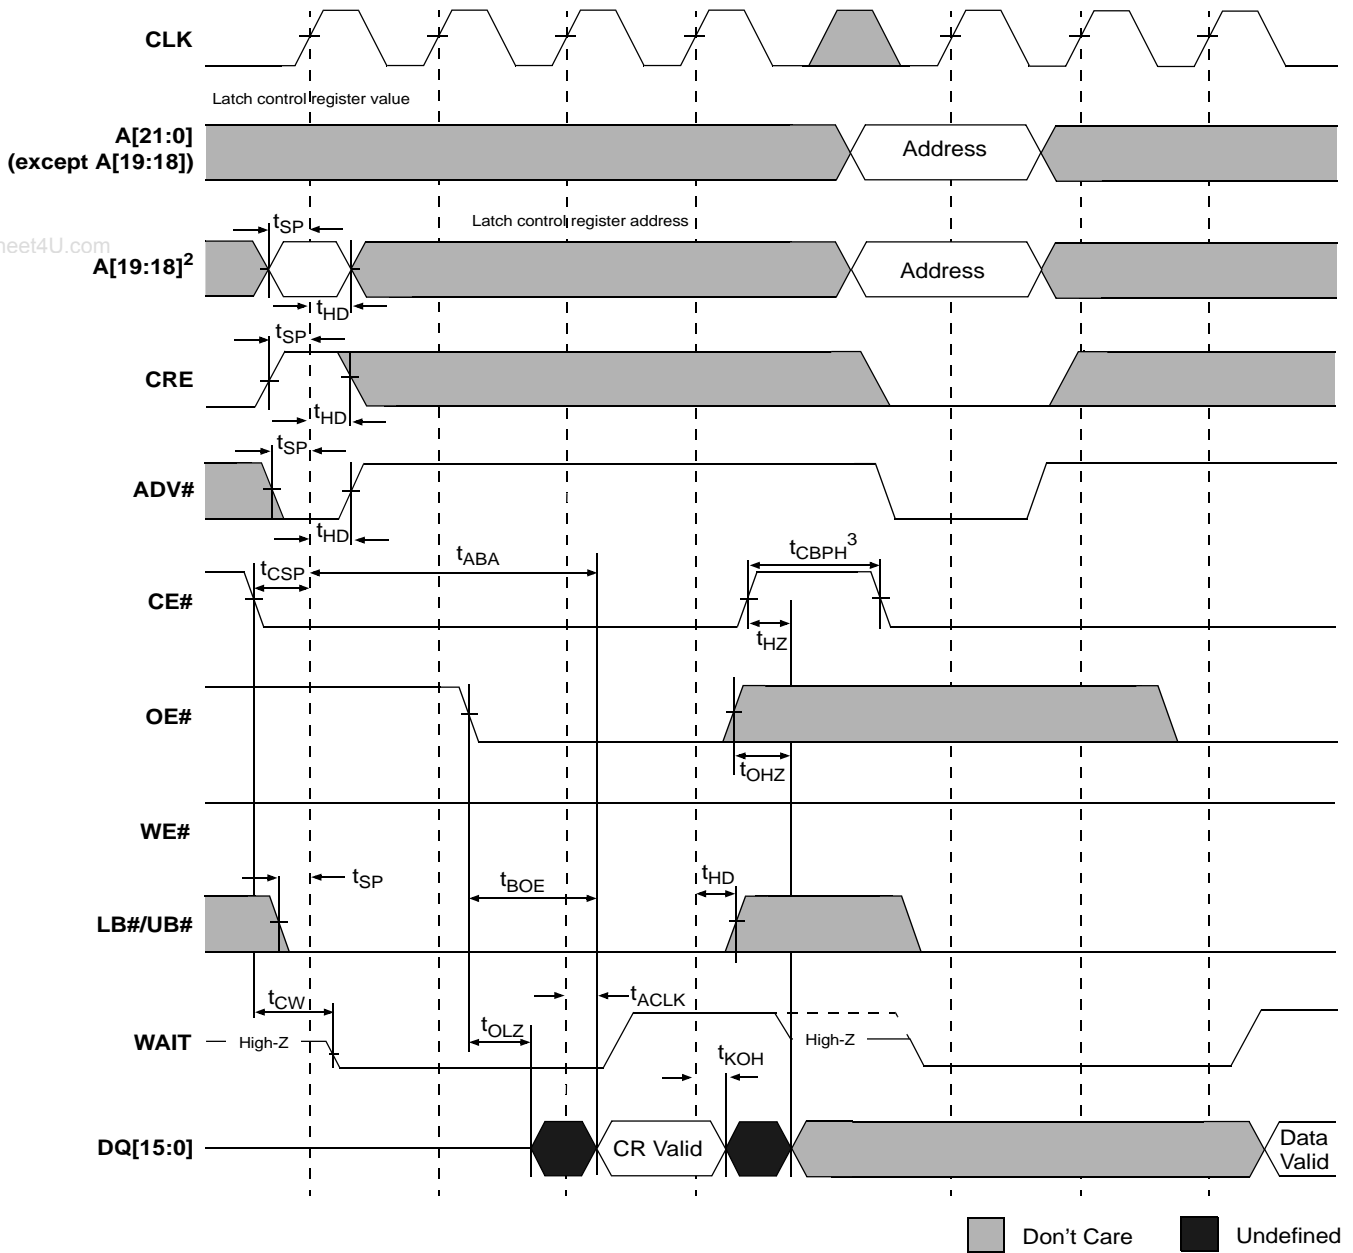 CLK
Latch control register value
A[21:0]
(except A[19:18])
Address
tSP
Latch control register address
heet4U.com
A[19:18]2
Address
tHD
tSP
CRE
tHD
tSP
ADV#
tHD
tCSP
tABA
tCBPH3
CE#
tHZ
OE#
tOHZ
WE#
tSP
tBOE
tHD
LB#/UB#
tCW
tOLZ
tACLK
WAIT
High-Z
High-Z
tKOH
DQ[15:0]
CR Valid
Data
Valid
Don't Care
Undefined